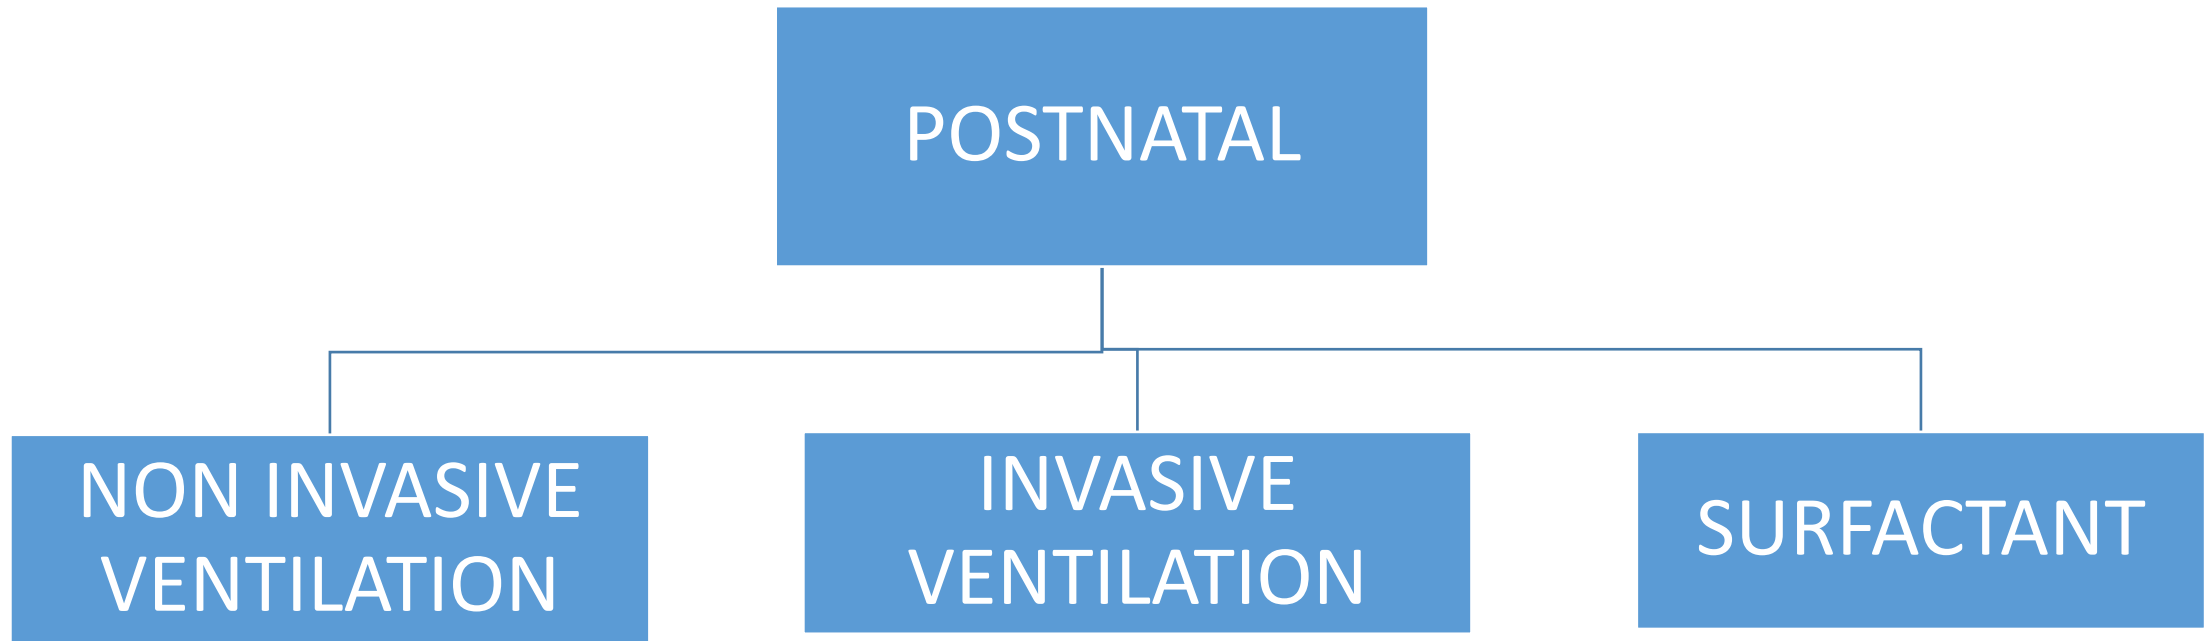 POSTNATAL
NON INVASIVE
VENTILATION
INVASIVE
VENTILATION
SURFACTANT